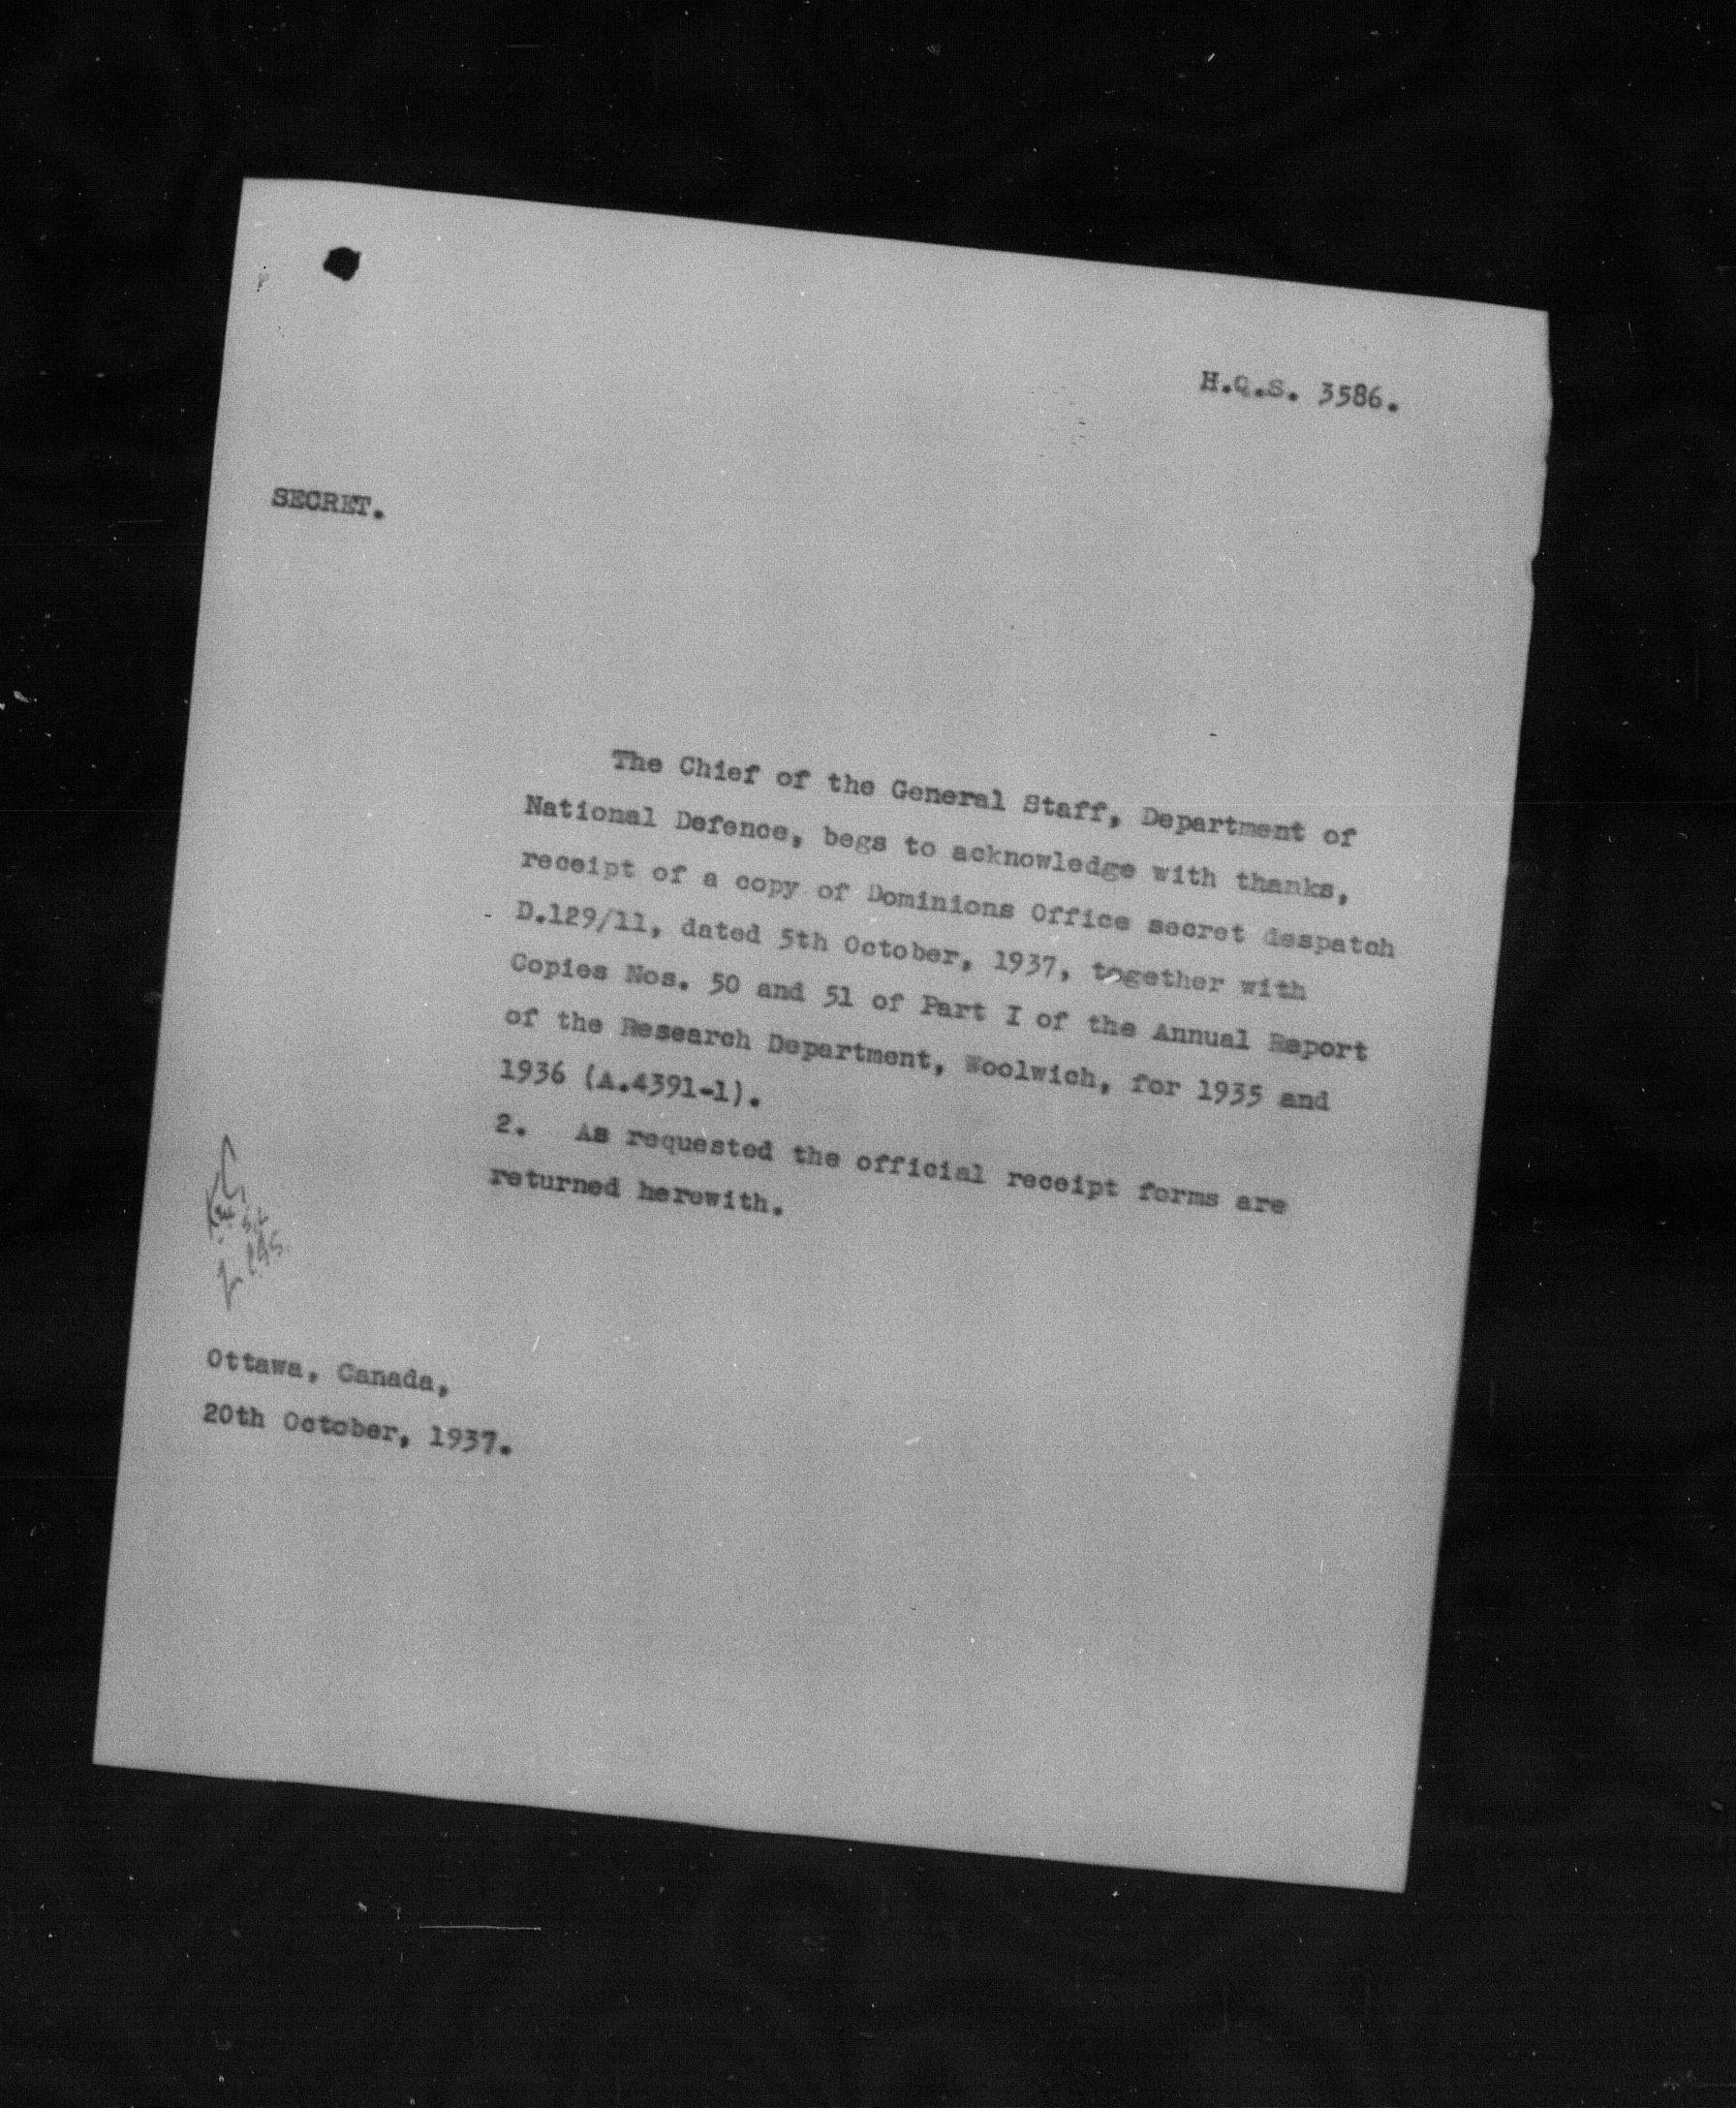 H.Q.S. 3586.
SECRET.
The Chief of the General Staff, Department of
National Defence, begs to acknowledge with thanks,
receipt of a copy of Dominions Office secret despatch
D.129/11, dated 5th October, 1937, together with
Copies Nos. 50 and 51 of Part I of the Annual Report
of the Research Department, Woolwich, for 1935 and
1936 (A.4391-1).
2. As requested the official receipt forms are
returned herewith.
Ottawa, Canada,
20th October, 1937.